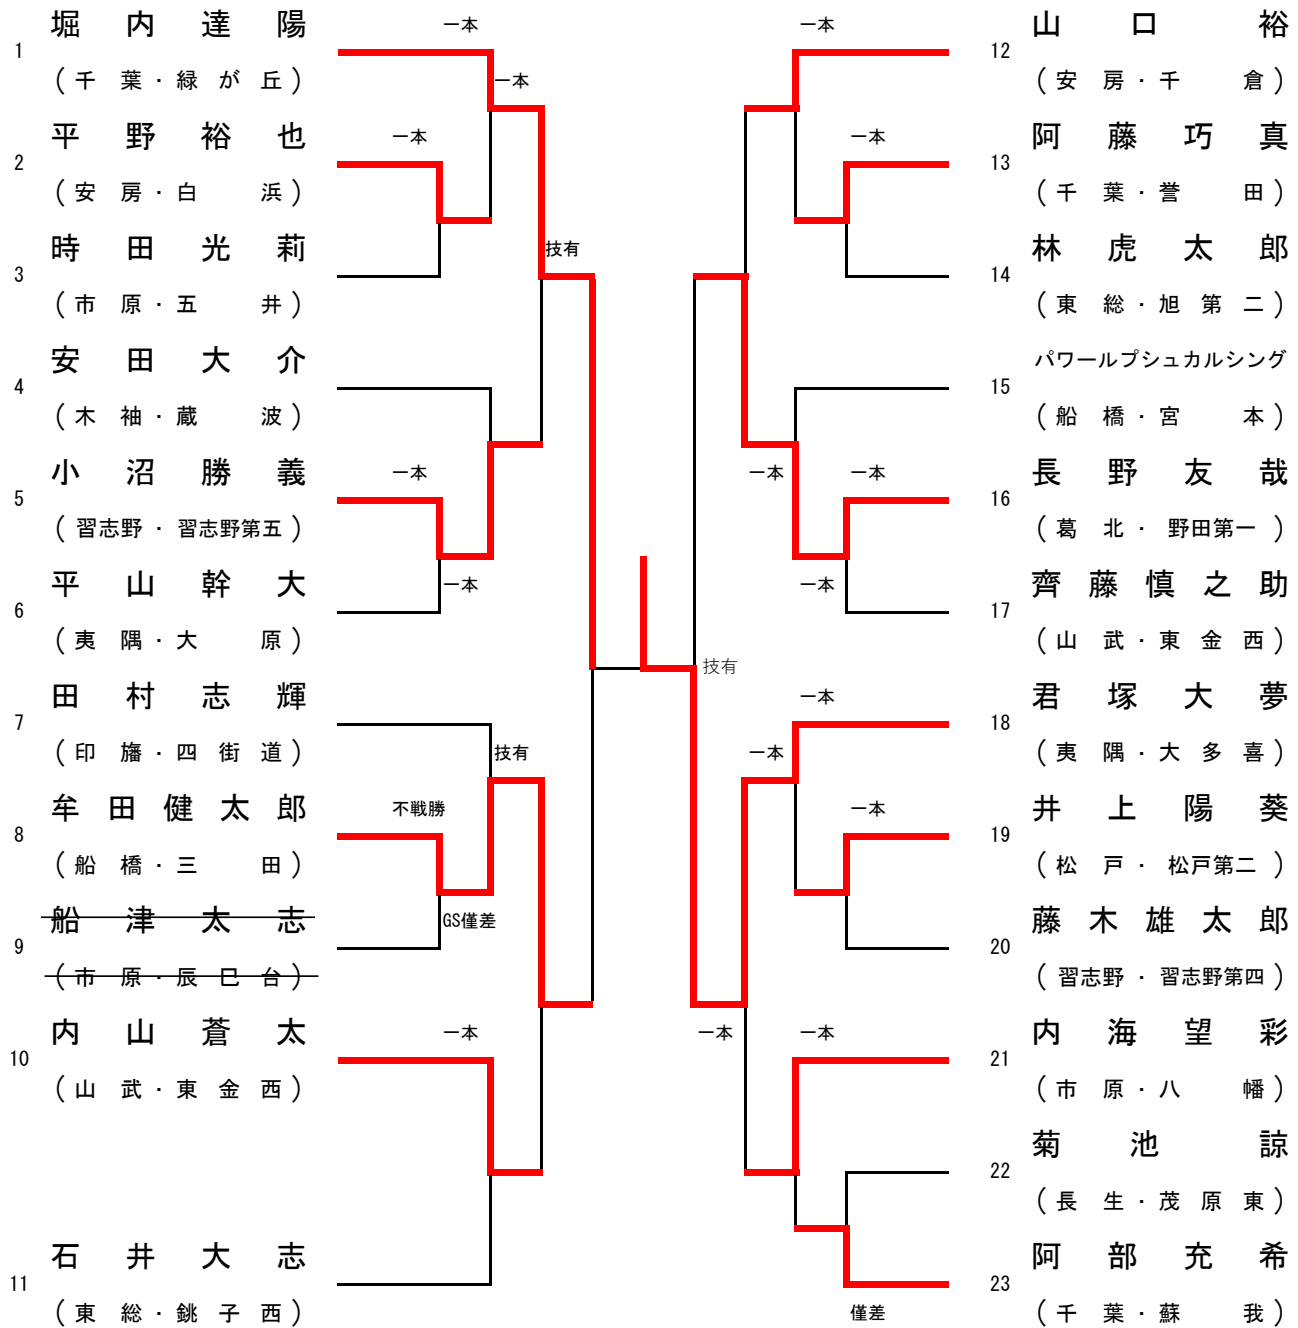 堀内達陽
1
（千葉・緑が丘）
平野裕也
2
（安房・白浜）
時田光莉
3
（市原・五井）
安田大介
4
（木袖・蔵波）
小沼勝義
5
（習志野・習志野第五）
平山幹大
6
（夷隅・大原）
田村志輝
7
（印旛・四街道）
牟田健太郎
8
（船橋・三田）
船津太志
9
（市原・辰巳台）
内山蒼太
10
（山武・東金西）
石井大志
11
（東総・銚子西）
一本
一本
一本
技有
一本
一本
技有
不戦勝
GS僅差
一本
技有
一本
一本
一本
一本
一本
一本
一本
一本
一本
一本
僅差
山口裕
12
（安房・千倉）
阿藤巧真
13
（千葉・誉田）
林虎太郎
14
（東総・旭第二）
パワールプシュカルシング
15
（船橋・宮本）
長野友哉
16
（葛北・野田第一）
齊藤慎之助
17
（山武・東金西）
君塚大夢
18
（夷隅・大多喜）
井上陽葵
19
（松戸・松戸第二）
藤木雄太郎
20
（習志野・習志野第四）
内海望彩
21
（市原・八幡）
菊池諒
22
（長生・茂原東）
阿部充希
23
（千葉・蘇我）